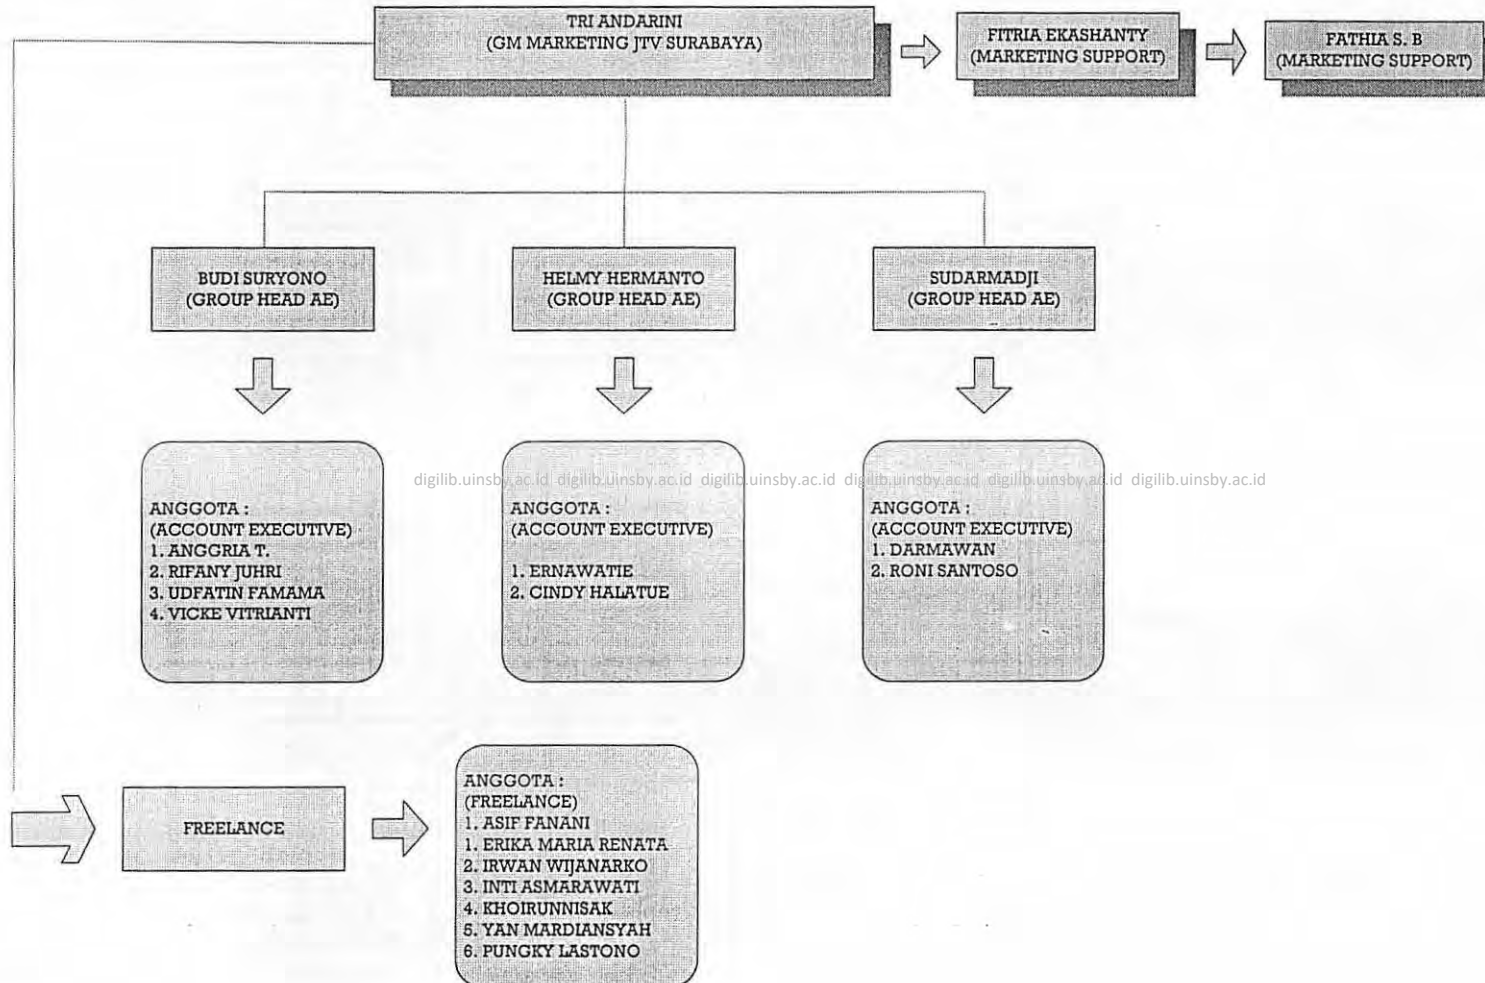 TRI ANDARINI
(GM MARKETING JTV SURABAYA)
FITRIA EKASHANTY
(MARKETING SUPPORT)
FATHIA S. B
(MARKETING SUPPORT)
BUDI SURYONO
(GROUP HEAD AE)
HELMY HERMANTO
(GROUP HEAD AE)
SUDARMADJI
(GROUP HEAD AE)
digilib.uinsby.ac.id digilib.uinsby.ac.id digilib.uinsby.ac.id digilib.uinsby.ac.id digilib.uinsby.ac.id digilib.uinsby.ac.id
ANGGOTA :
(ACCOUNT EXECUTIVE)
1. ANGGRIA T.
2. RIFANY JUHRI
3. UDFATIN FAMAMA
4. VICKE VITRIANTI
ANGGOTA :
(ACCOUNT EXECUTIVE)
1. ERNAWATIE
2. CINDY HALATUE
ANGGOTA :
(ACCOUNT EXECUTIVE)
1. DARMAWAN
2. RONI SANTOSO
FREELANCE
ANGGOTA :
(FREELANCE)
1. ASIF FANANI
1. ERIKA MARIA RENATA
2. IRWAN WIJANARKO
3. INTI ASMARAWATI
4. KHOIRUNNISAK
5. YAN MARDIANSYAH
6. PUNGKY LASTONO